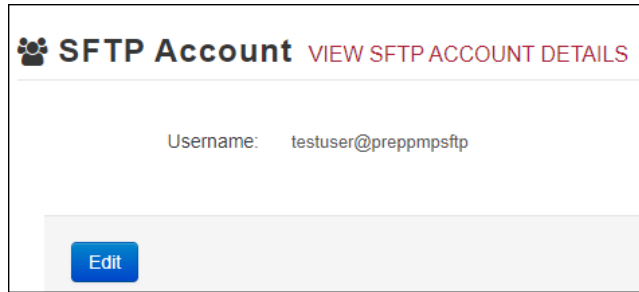 SFTP Account VIEW SFTP ACCOUNT DETAILS
Username: testuser@preppmpsftp
Edit